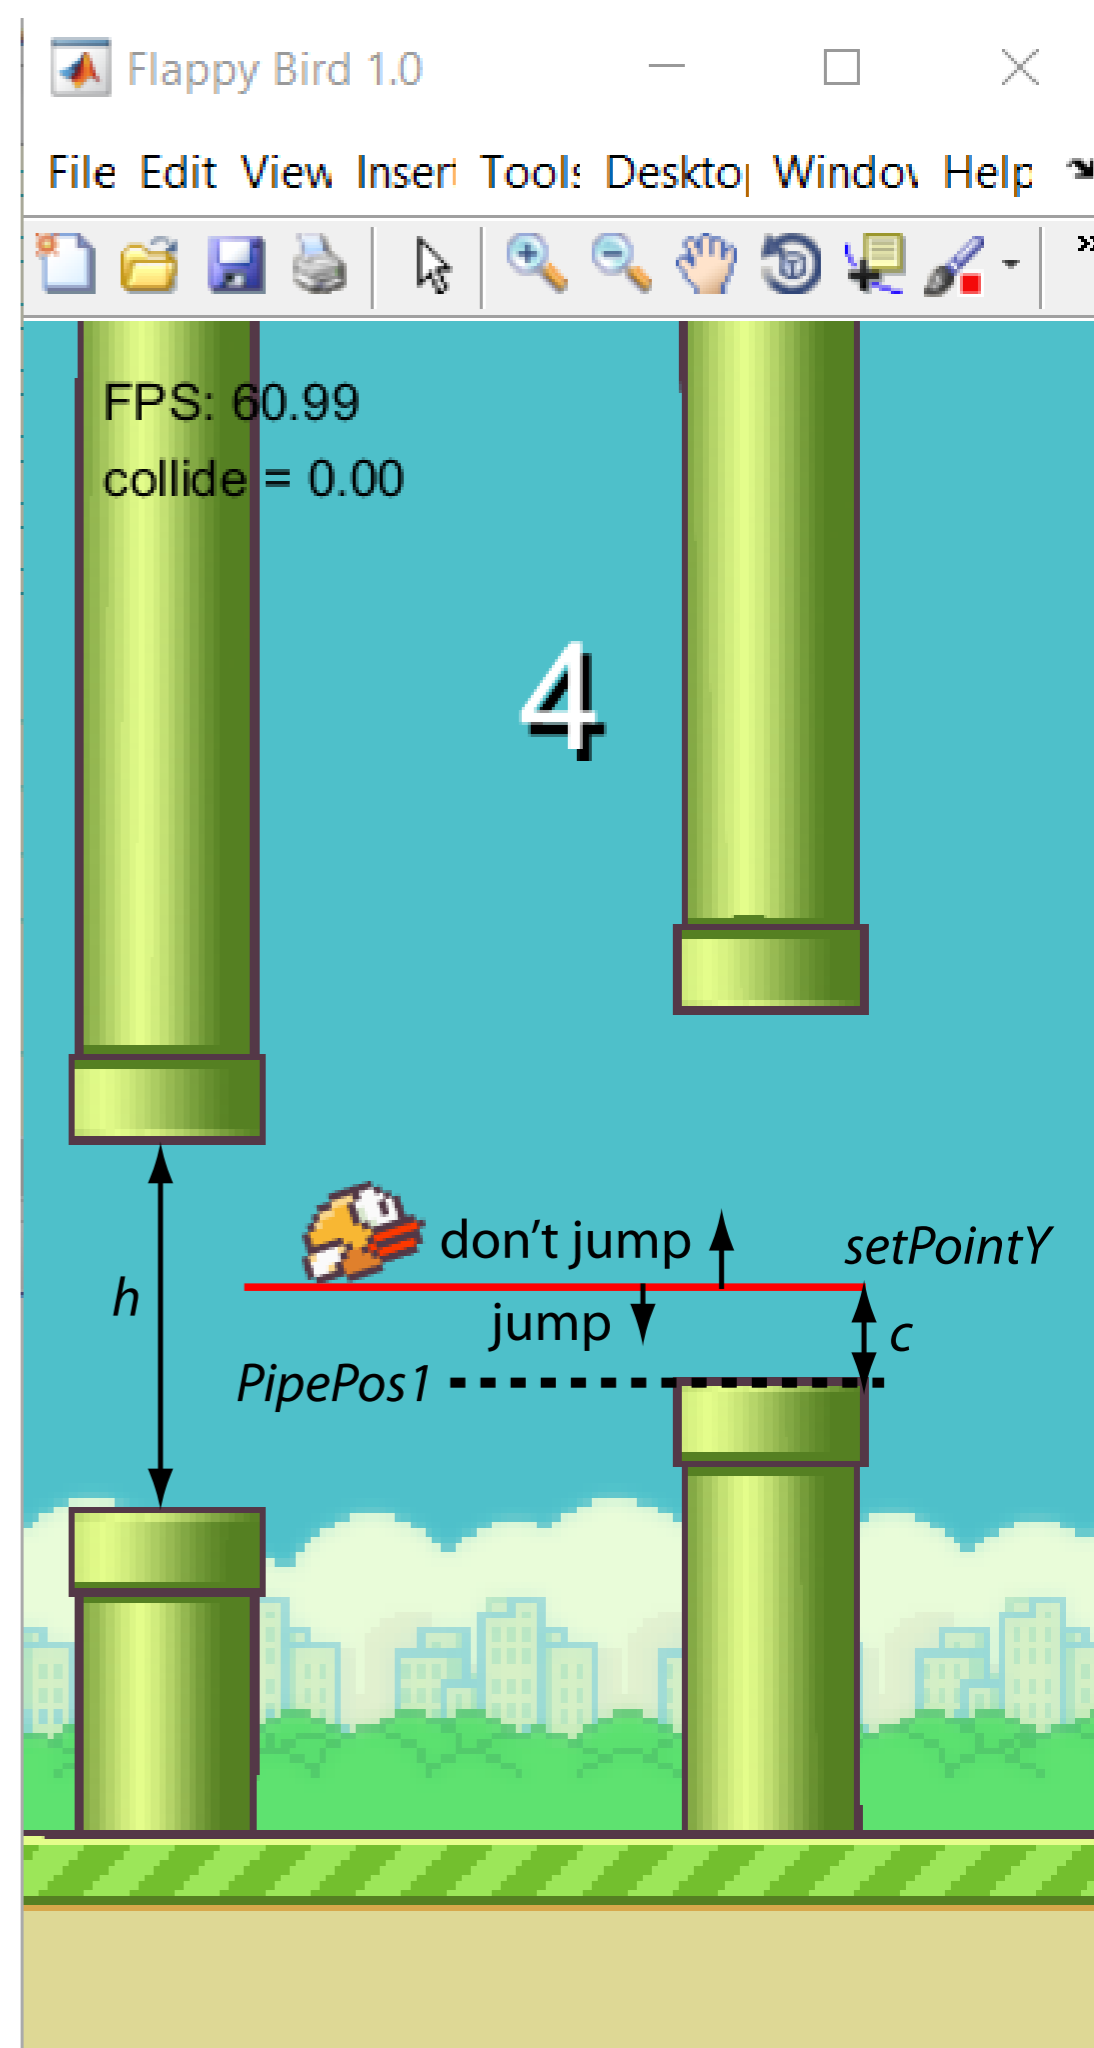 Flappy Bird 1.0
File Edit View Inser Tools Deskto Windo Help
FPS: 60.99
collide = 0.00
4
don't jump
setPointY
h
jump
c
PipePos1